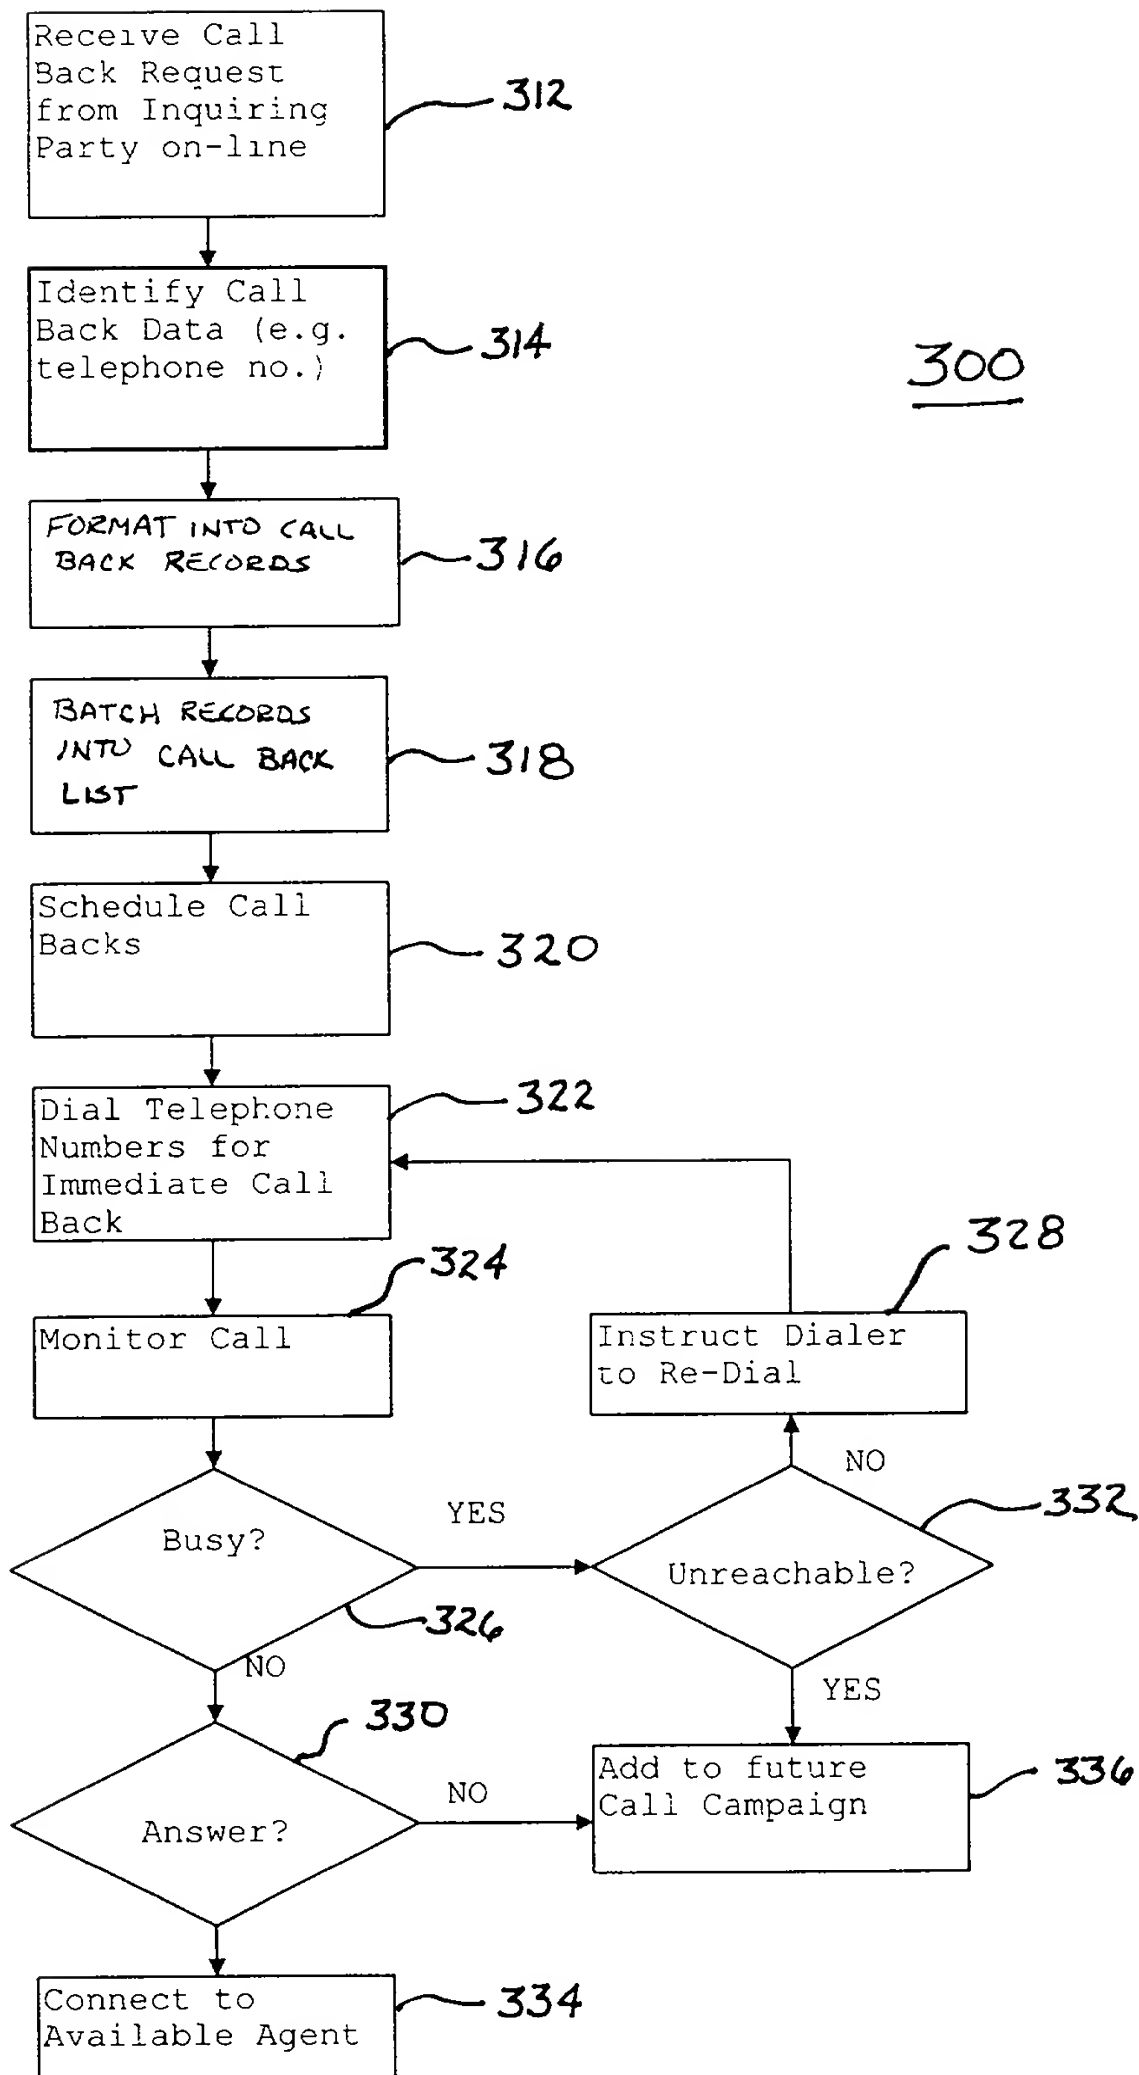 Receive Call
Back Request
from Inquiring
Party on-line
312
Identify Call
Back Data (e.g.
telephone no.)
314
300
FORMAT INTO CALL
BACK RECORDS
316
BATCH RECORDS
INTO CALL BACK
LIST
318
Schedule Call
Backs
320
Dial Telephone
Numbers for
Immediate Call
Back
322
324
Monitor Call
328
Instruct Dialer
to Re-Dial
NO
Busy?
YES
326
332
Unreachable?
NO
YES
330
Answer?
NO
Add to future
Call Campaign
336
Connect to
Available Agent
334